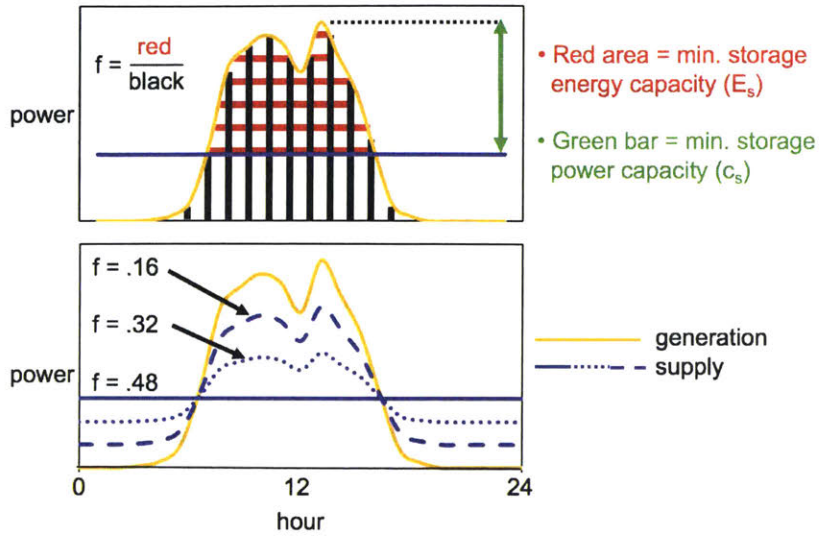 f = red
black
power
• Red area = min. storage
energy capacity (Eₛ)
• Green bar = min. storage
power capacity (cₛ)
f = .16
f = .32
f = .48
power
generation
supply
0
12
24
hour